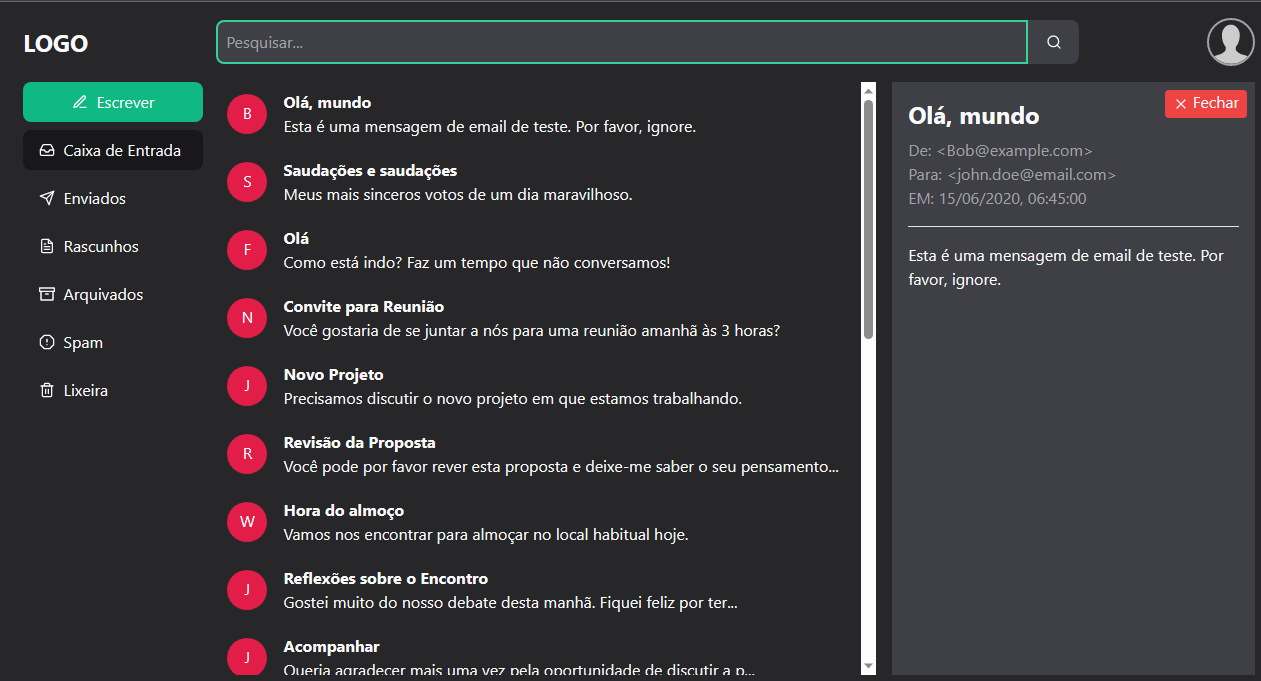 LOGO
Pesquisar...
Escrever
Caixa de Entrada
Enviados
Rascunhos
Arquivados
Spam
Lixeira
B
Olá, mundo
Esta é uma mensagem de email de teste. Por favor, ignore.
S
Saudações e saudações
Meus mais sinceros votos de um dia maravilhoso.
F
Olá
Como está indo? Faz um tempo que não conversamos!
N
Convite para Reunião
Você gostaria de se juntar a nós para uma reunião amanhã às 3 horas?
J
Novo Projeto
Precisamos discutir o novo projeto em que estamos trabalhando.
R
Revisão da Proposta
Você pode por favor rever esta proposta e deixe-me saber o seu pensamento...
W
Hora do almoço
Vamos nos encontrar para almoçar no local habitual hoje.
J
Reflexões sobre o Encontro
Gostei muito do nosso debate desta manhã. Fiquei feliz por ter...
J
Acompanhar
Queria agradecer mais uma vez pela oportunidade de discutir a p...
Olá, mundo
Fechar
De: <Bob@example.com>
Para: <john.doe@email.com>
EM: 15/06/2020, 06:45:00
Esta é uma mensagem de email de teste. Por
favor, ignore.